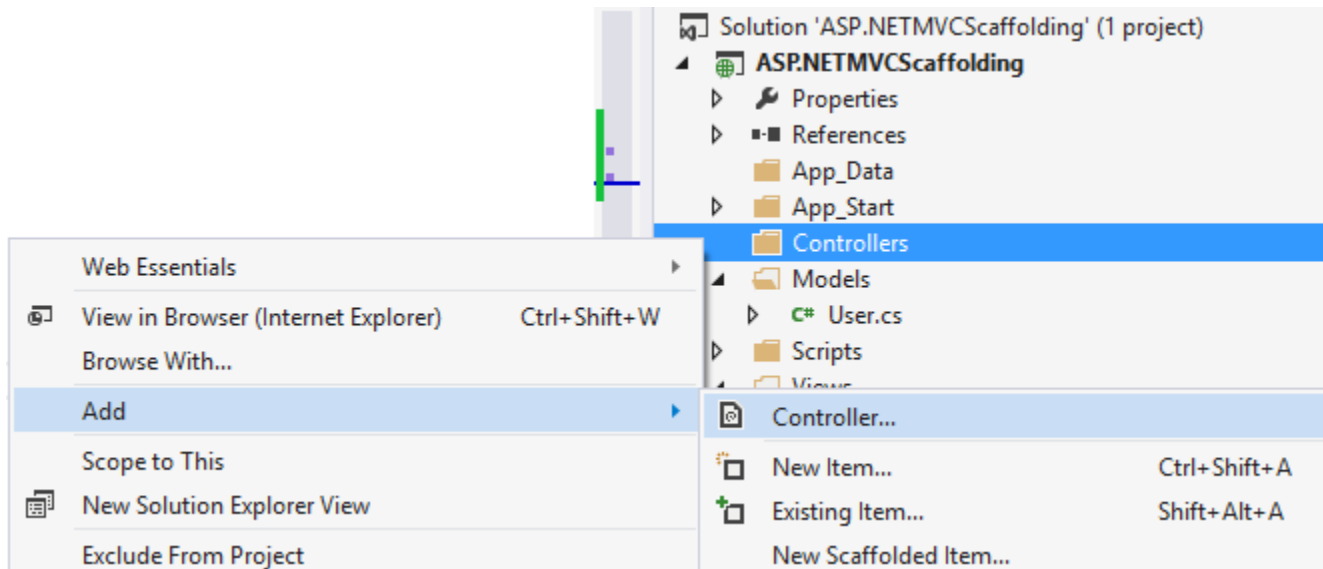 Solution 'ASP.NETMVCScaffolding' (1 project)
ASP.NETMVCScaffolding
Properties
References
App_Data
App_Start
Controllers
Models
C# User.cs
Scripts
Views
Web Essentials
View in Browser (Internet Explorer) Ctrl+Shift+W
Browse With...
Add
Scope to This
New Solution Explorer View
Exclude From Project
Controller...
New Item... Ctrl+Shift+A
Existing Item... Shift+Alt+A
New Scaffolded Item...